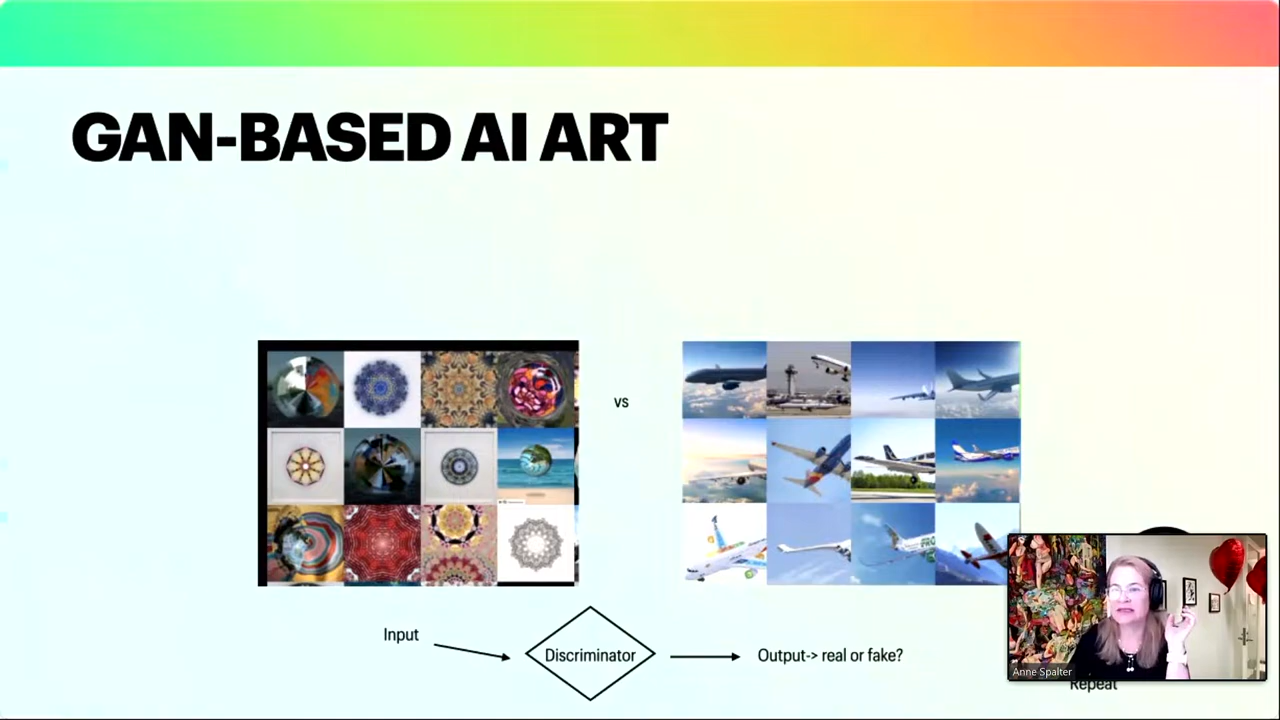 GAN-BASED AI ART
vs
Input
Discriminator
Output-> real or fake?
Anne Spalter
Repeat